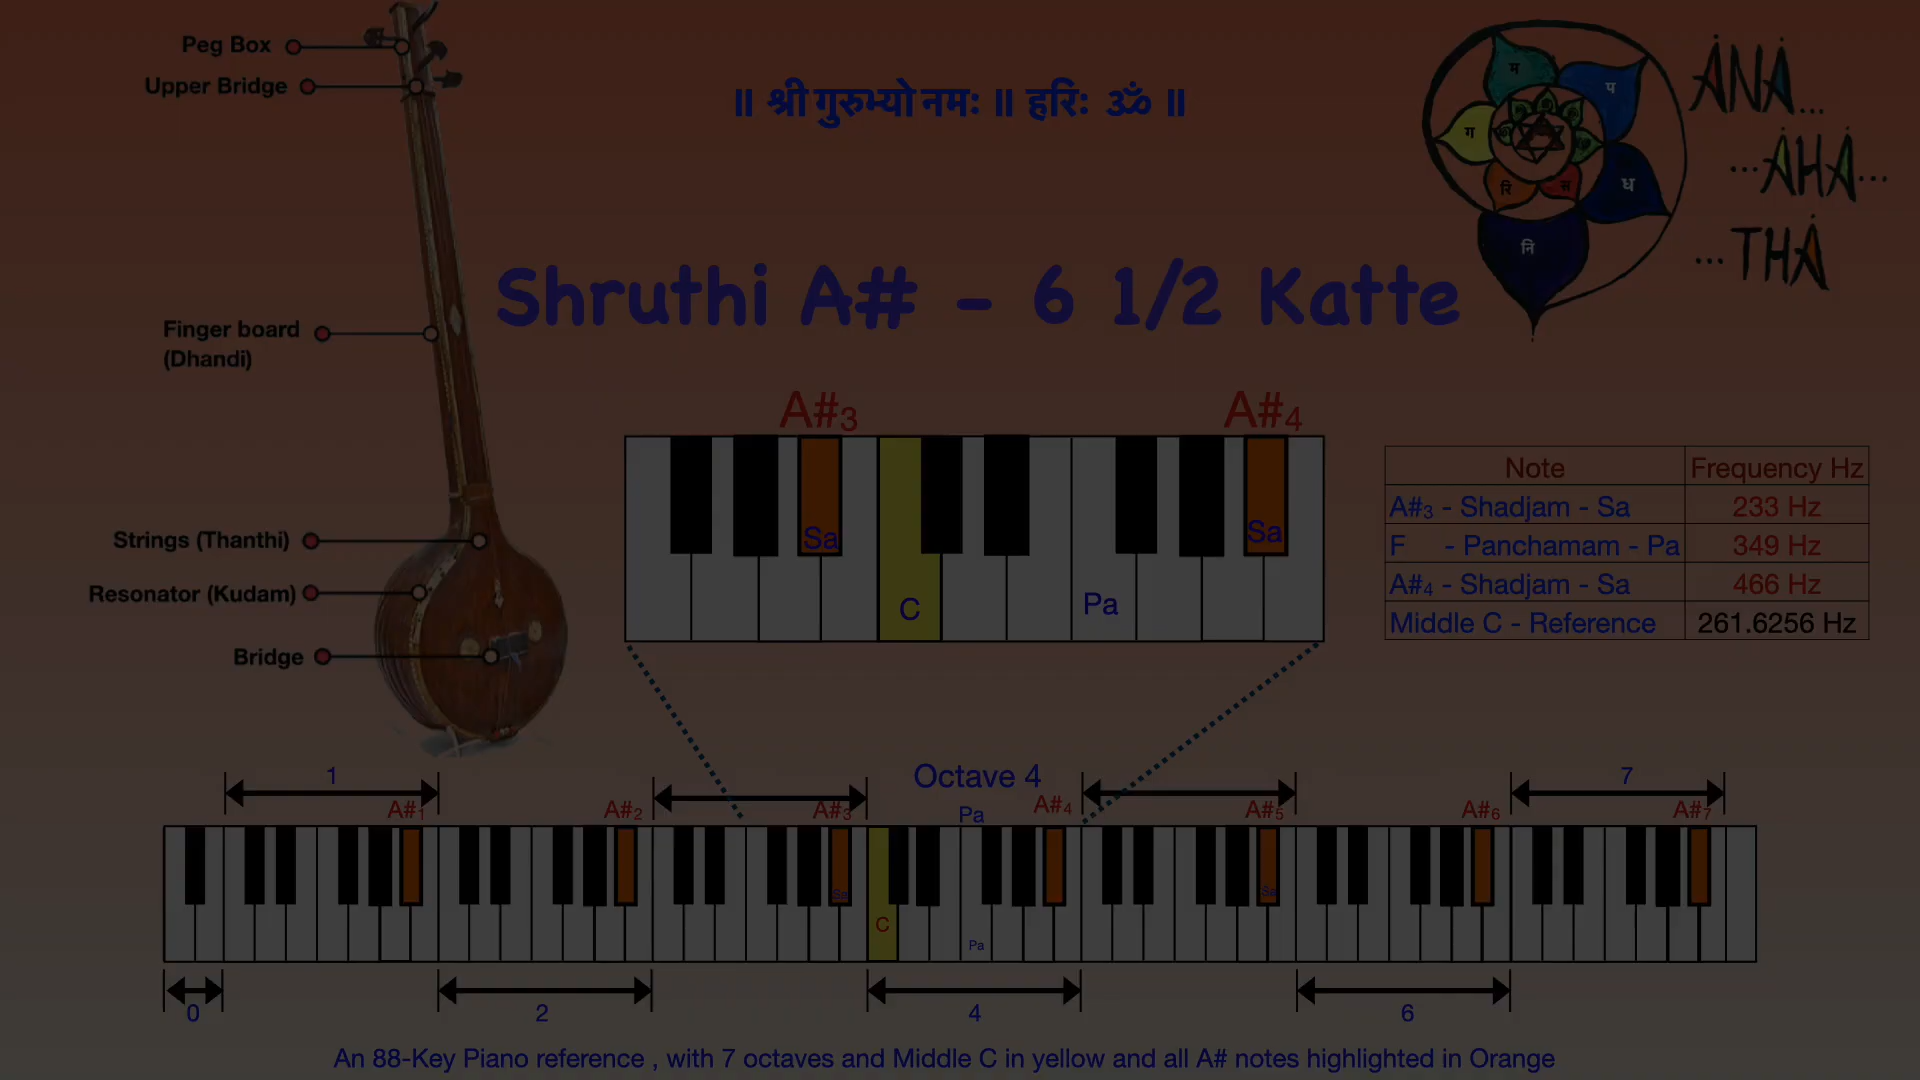 Peg Box
Upper Bridge
॥ श्री गुरुभ्यो नमः ॥ हरिः ॐ ॥
म
प
ग
ध
रि
स
नि
ANA...
...AHA...
...THA
Shruthi A# - 6 1/2 Katte
Finger board
(Dhandi)
Strings (Thanthi)
Resonator (Kudam)
Bridge
A#3
A#4
Sa
Sa
C
Pa
Note Frequency Hz
A#3 - Shadjam - Sa 233 Hz
F - Panchamam - Pa 349 Hz
A#4 - Shadjam - Sa 466 Hz
Middle C - Reference 261.6256 Hz
1
Octave 4
7
A#1
A#2
A#3
Pa
A#4
A#5
A#6
A#7
Sa
Sa
C
Pa
0
2
4
6
An 88-Key Piano reference , with 7 octaves and Middle C in yellow and all A# notes highlighted in Orange